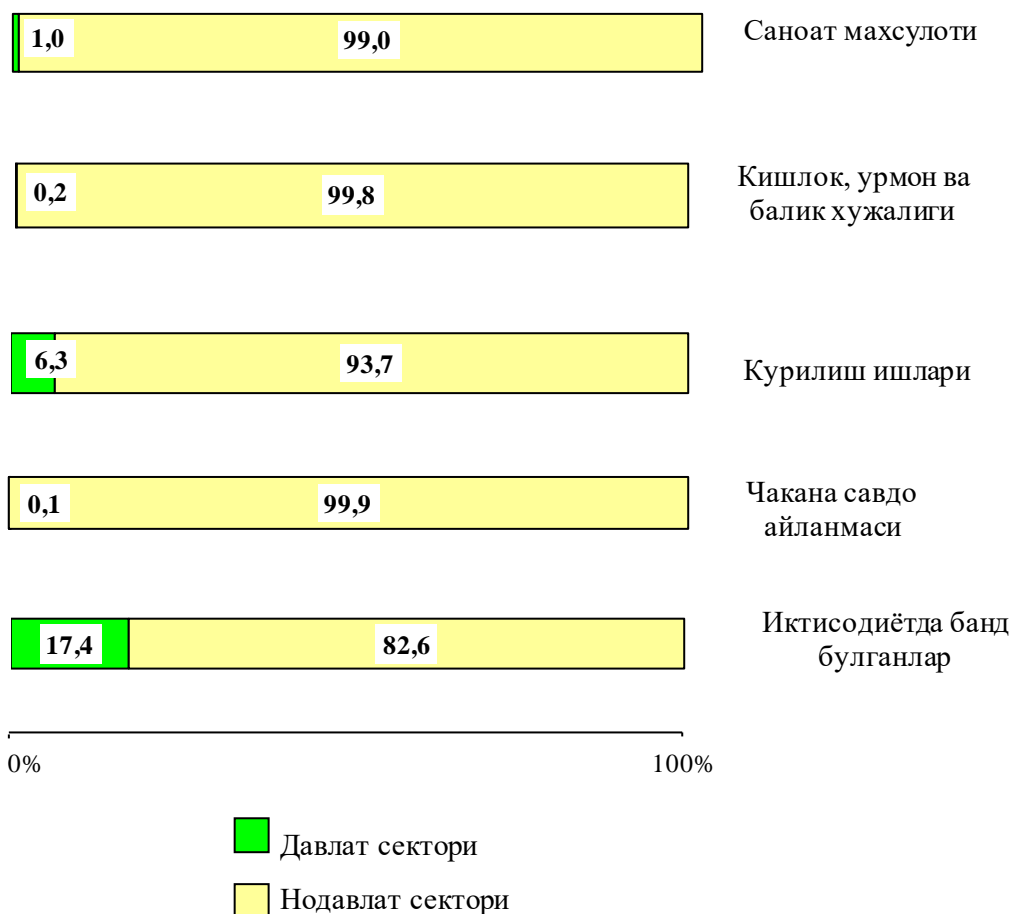 1,0 99,0 Саноат махсулоти
0,2 99,8 Кишлок, урмон ва
балик хужалиги
6,3 93,7 Курилиш ишлари
0,1 99,9 Чакана савдо
айланмаси
17,4 82,6 Иктисодиётда банд
булганлар
0% 100%
Давлат сектори
Нодавлат сектори